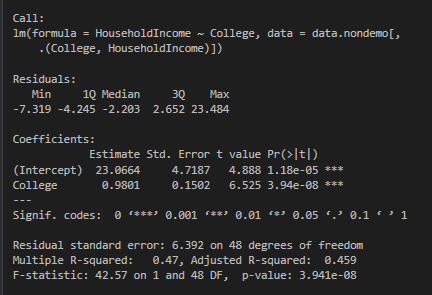 Call:
lm(formula = HouseholdIncome ~ College, data = data.nondemo[,
    .(College, HouseholdIncome)])
Residuals:
   Min     1Q Median     3Q    Max
-7.319 -4.245 -2.203  2.652 23.484
Coefficients:
            Estimate Std. Error t value Pr(>|t|)
(Intercept)  23.0664     4.7187   4.888 1.18e-05 ***
College       0.9801     0.1502   6.525 3.94e-08 ***
---
Signif. codes:  0 ‘***’ 0.001 ‘**’ 0.01 ‘*’ 0.05 ‘.’ 0.1 ‘ ’ 1
Residual standard error: 6.392 on 48 degrees of freedom
Multiple R-squared:   0.47, Adjusted R-squared:  0.459
F-statistic: 42.57 on 1 and 48 DF,  p-value: 3.941e-08